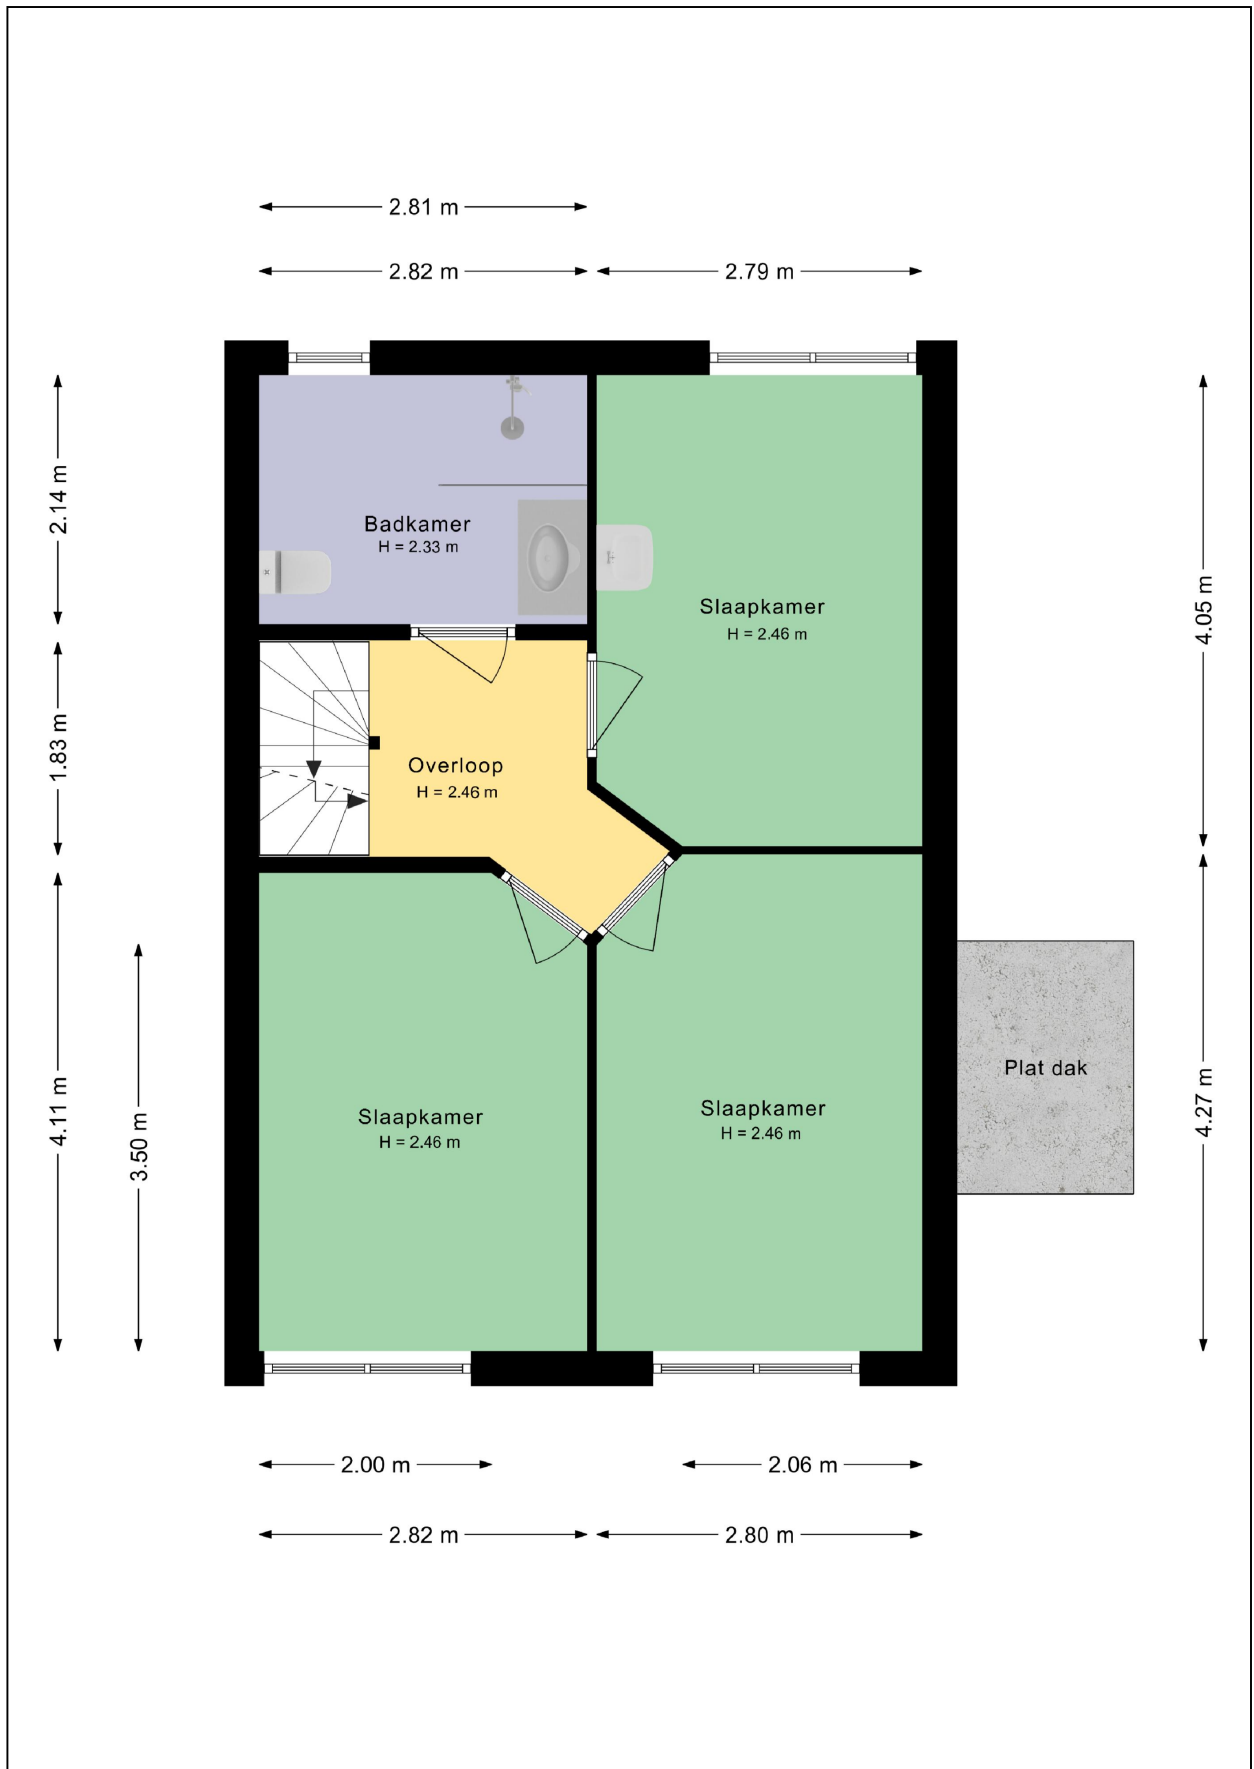 2.81 m
2.82 m
2.79 m
2.14 m
Badkamer
H = 2.33 m
Slaapkamer
H = 2.46 m
4.05 m
1.83 m
Overloop
H = 2.46 m
4.11 m
3.50 m
Slaapkamer
H = 2.46 m
Slaapkamer
H = 2.46 m
Plat dak
4.27 m
2.00 m
2.06 m
2.82 m
2.80 m